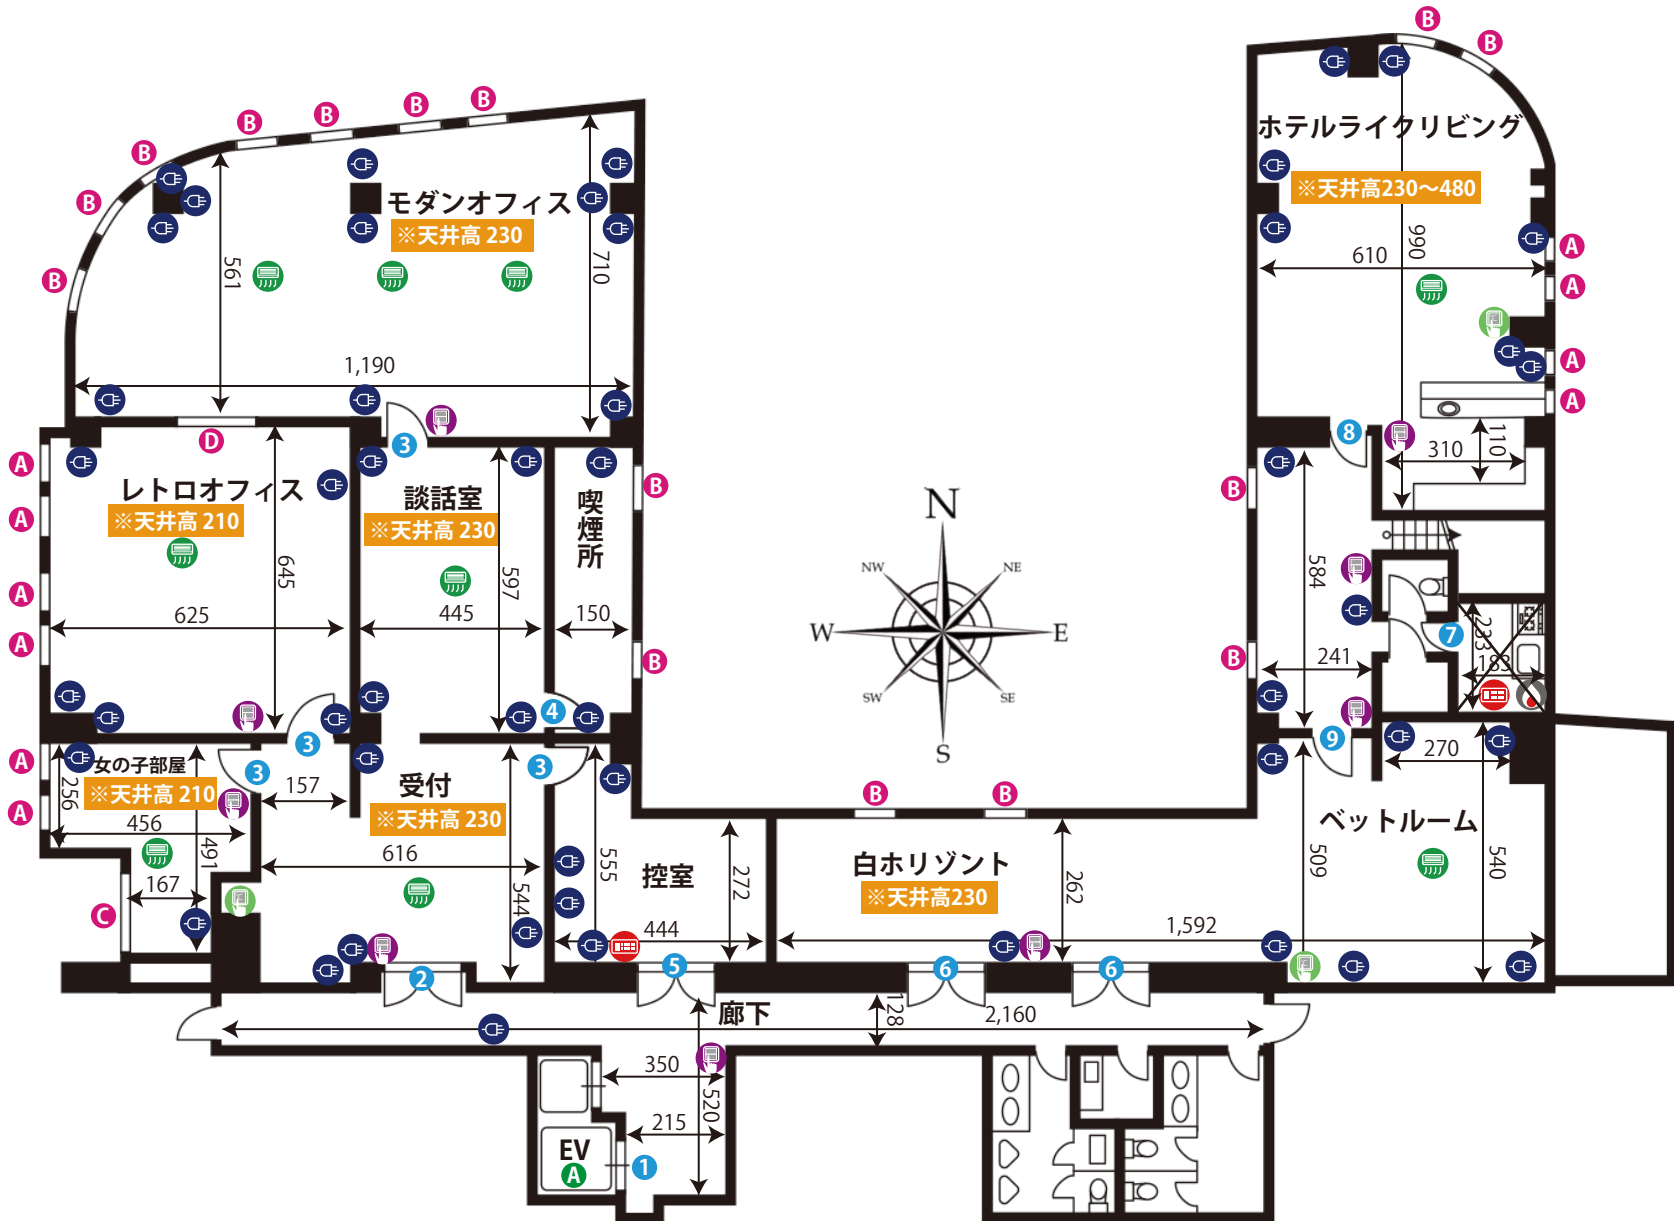 B
B
B
B
B
B
B
B
B
ホテルライクリビング
※天井高230～480
990
610
A
A
A
A
モダンオフィス
※天井高 230
561
710
1,190
D
3
8
310
110
A
A
A
A
レトロオフィス
※天井高 210
645
625
談話室
※天井高 230
597
445
喫煙所
150
B
B
N
NW
NE
W
E
SW
SE
S
B
B
584
241
7
233
183
3
4
3
3
9
A
A
女の子部屋
※天井高 210
256
456
491
167
C
157
受付
※天井高 230
616
544
555
控室
272
444
B
B
白ホリゾント
※天井高230
262
1,592
509
ベットルーム
270
540
2
5
6
6
廊下
128
2,160
350
520
215
EV
A
1